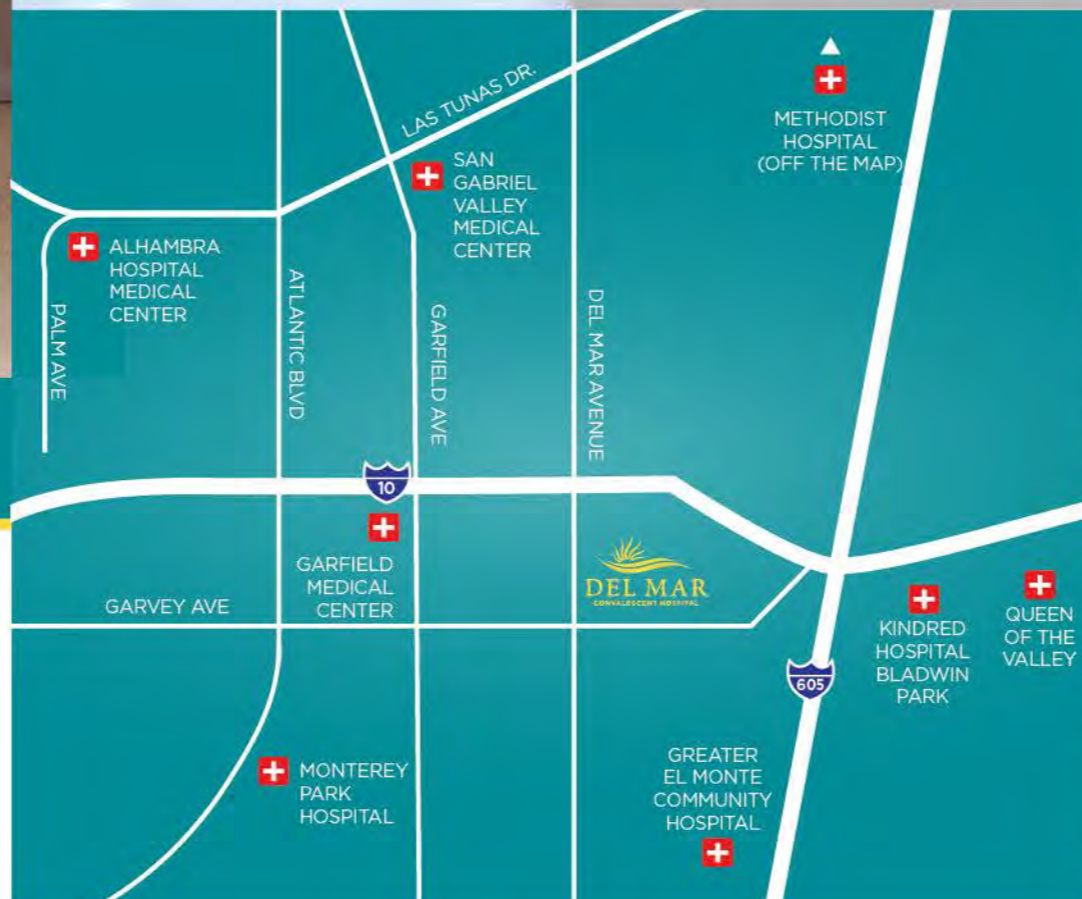 LAS TUNAS DR.
METHODIST
HOSPITAL
(OFF THE MAP)
SAN
GABRIEL
VALLEY
MEDICAL
CENTER
ALHAMBRA
HOSPITAL
MEDICAL
CENTER
PALM AVE
ATLANTIC BLVD
GARFIELD AVE
DEL MAR AVENUE
10
GARFIELD
MEDICAL
CENTER
DEL MAR
CONVALESCENT HOSPITAL
GARVEY AVE
KINDRED
HOSPITAL
BLADWIN
PARK
QUEEN
OF THE
VALLEY
605
MONTEREY
PARK
HOSPITAL
GREATER
EL MONTE
COMMUNITY
HOSPITAL